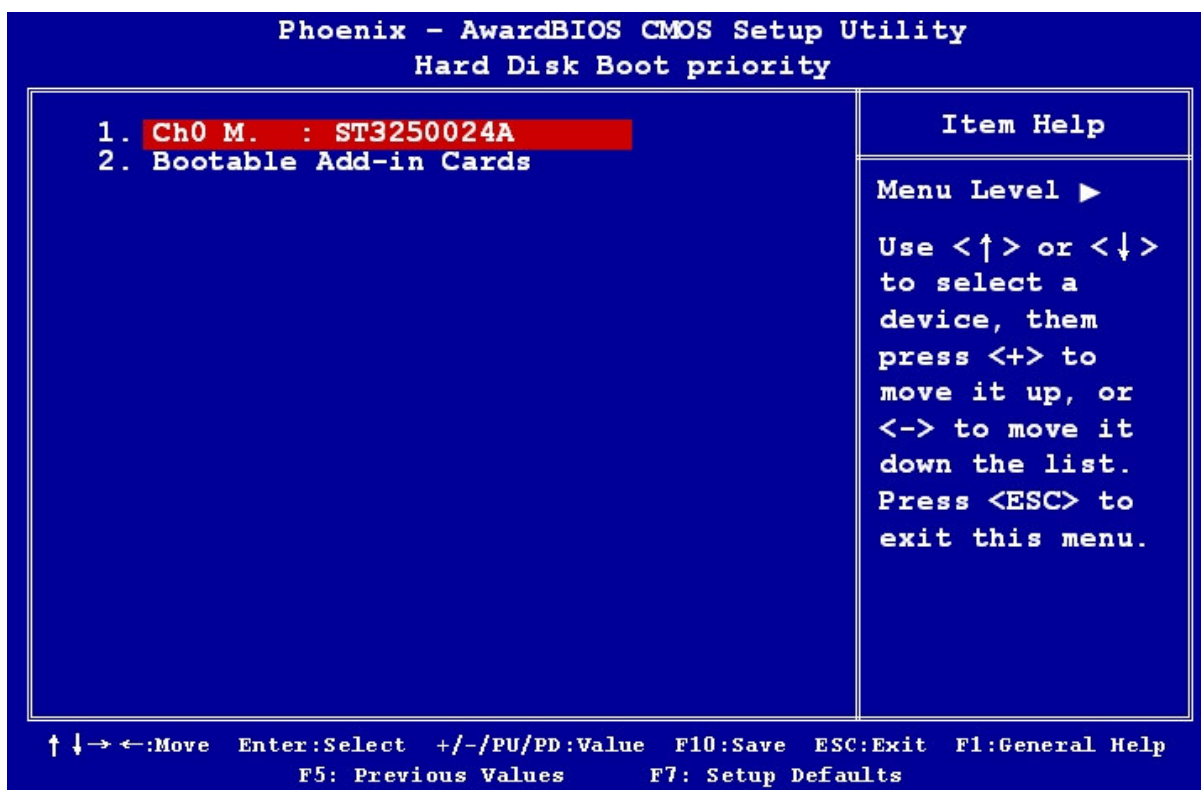 Phoenix – AwardBIOS CMOS Setup Utility
Hard Disk Boot priority
1. Ch0 M.  : ST3250024A
2. Bootable Add-in Cards
Item Help
Menu Level ▶
Use <↑> or <↓>
to select a
device, them
press <+> to
move it up, or
<-> to move it
down the list.
Press <ESC> to
exit this menu.
↑↓→←:Move  Enter:Select  +/-/PU/PD:Value  F10:Save  ESC:Exit  F1:General Help
F5: Previous Values  F7: Setup Defaults